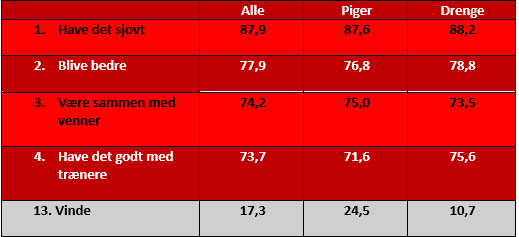 Alle Piger Drenge
1. Have det sjovt 87,9 87,6 88,2
2. Blive bedre 77,9 76,8 78,8
3. Være sammen med 74,2 75,0 73,5
venner
4. Have det godt med 73,7 71,6 75,6
trænere
13. Vinde 17,3 24,5 10,7